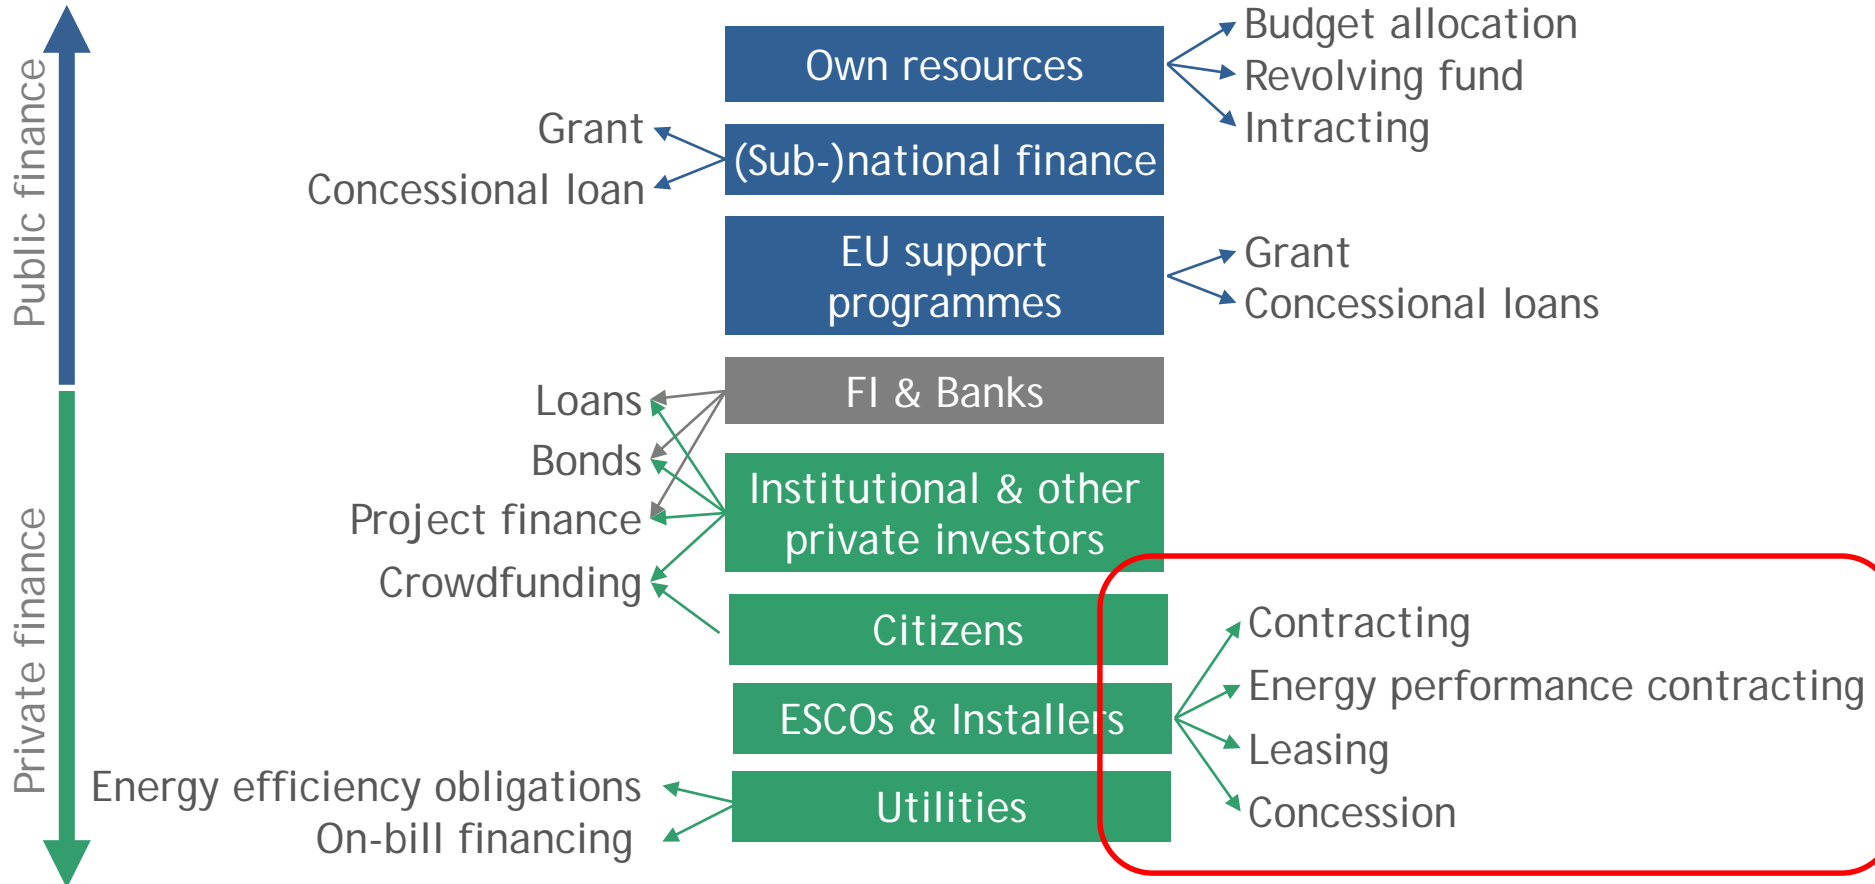 Public finance
Own resources
Budget allocation
Revolving fund
Intracting
Grant
Concessional loan
(Sub-)national finance
EU support
programmes
Grant
Concessional loans
Private finance
FI & Banks
Loans
Bonds
Project finance
Crowdfunding
Institutional & other
private investors
Citizens
ESCOs & Installers
Contracting
Energy performance contracting
Leasing
Concession
Energy efficiency obligations
On-bill financing
Utilities